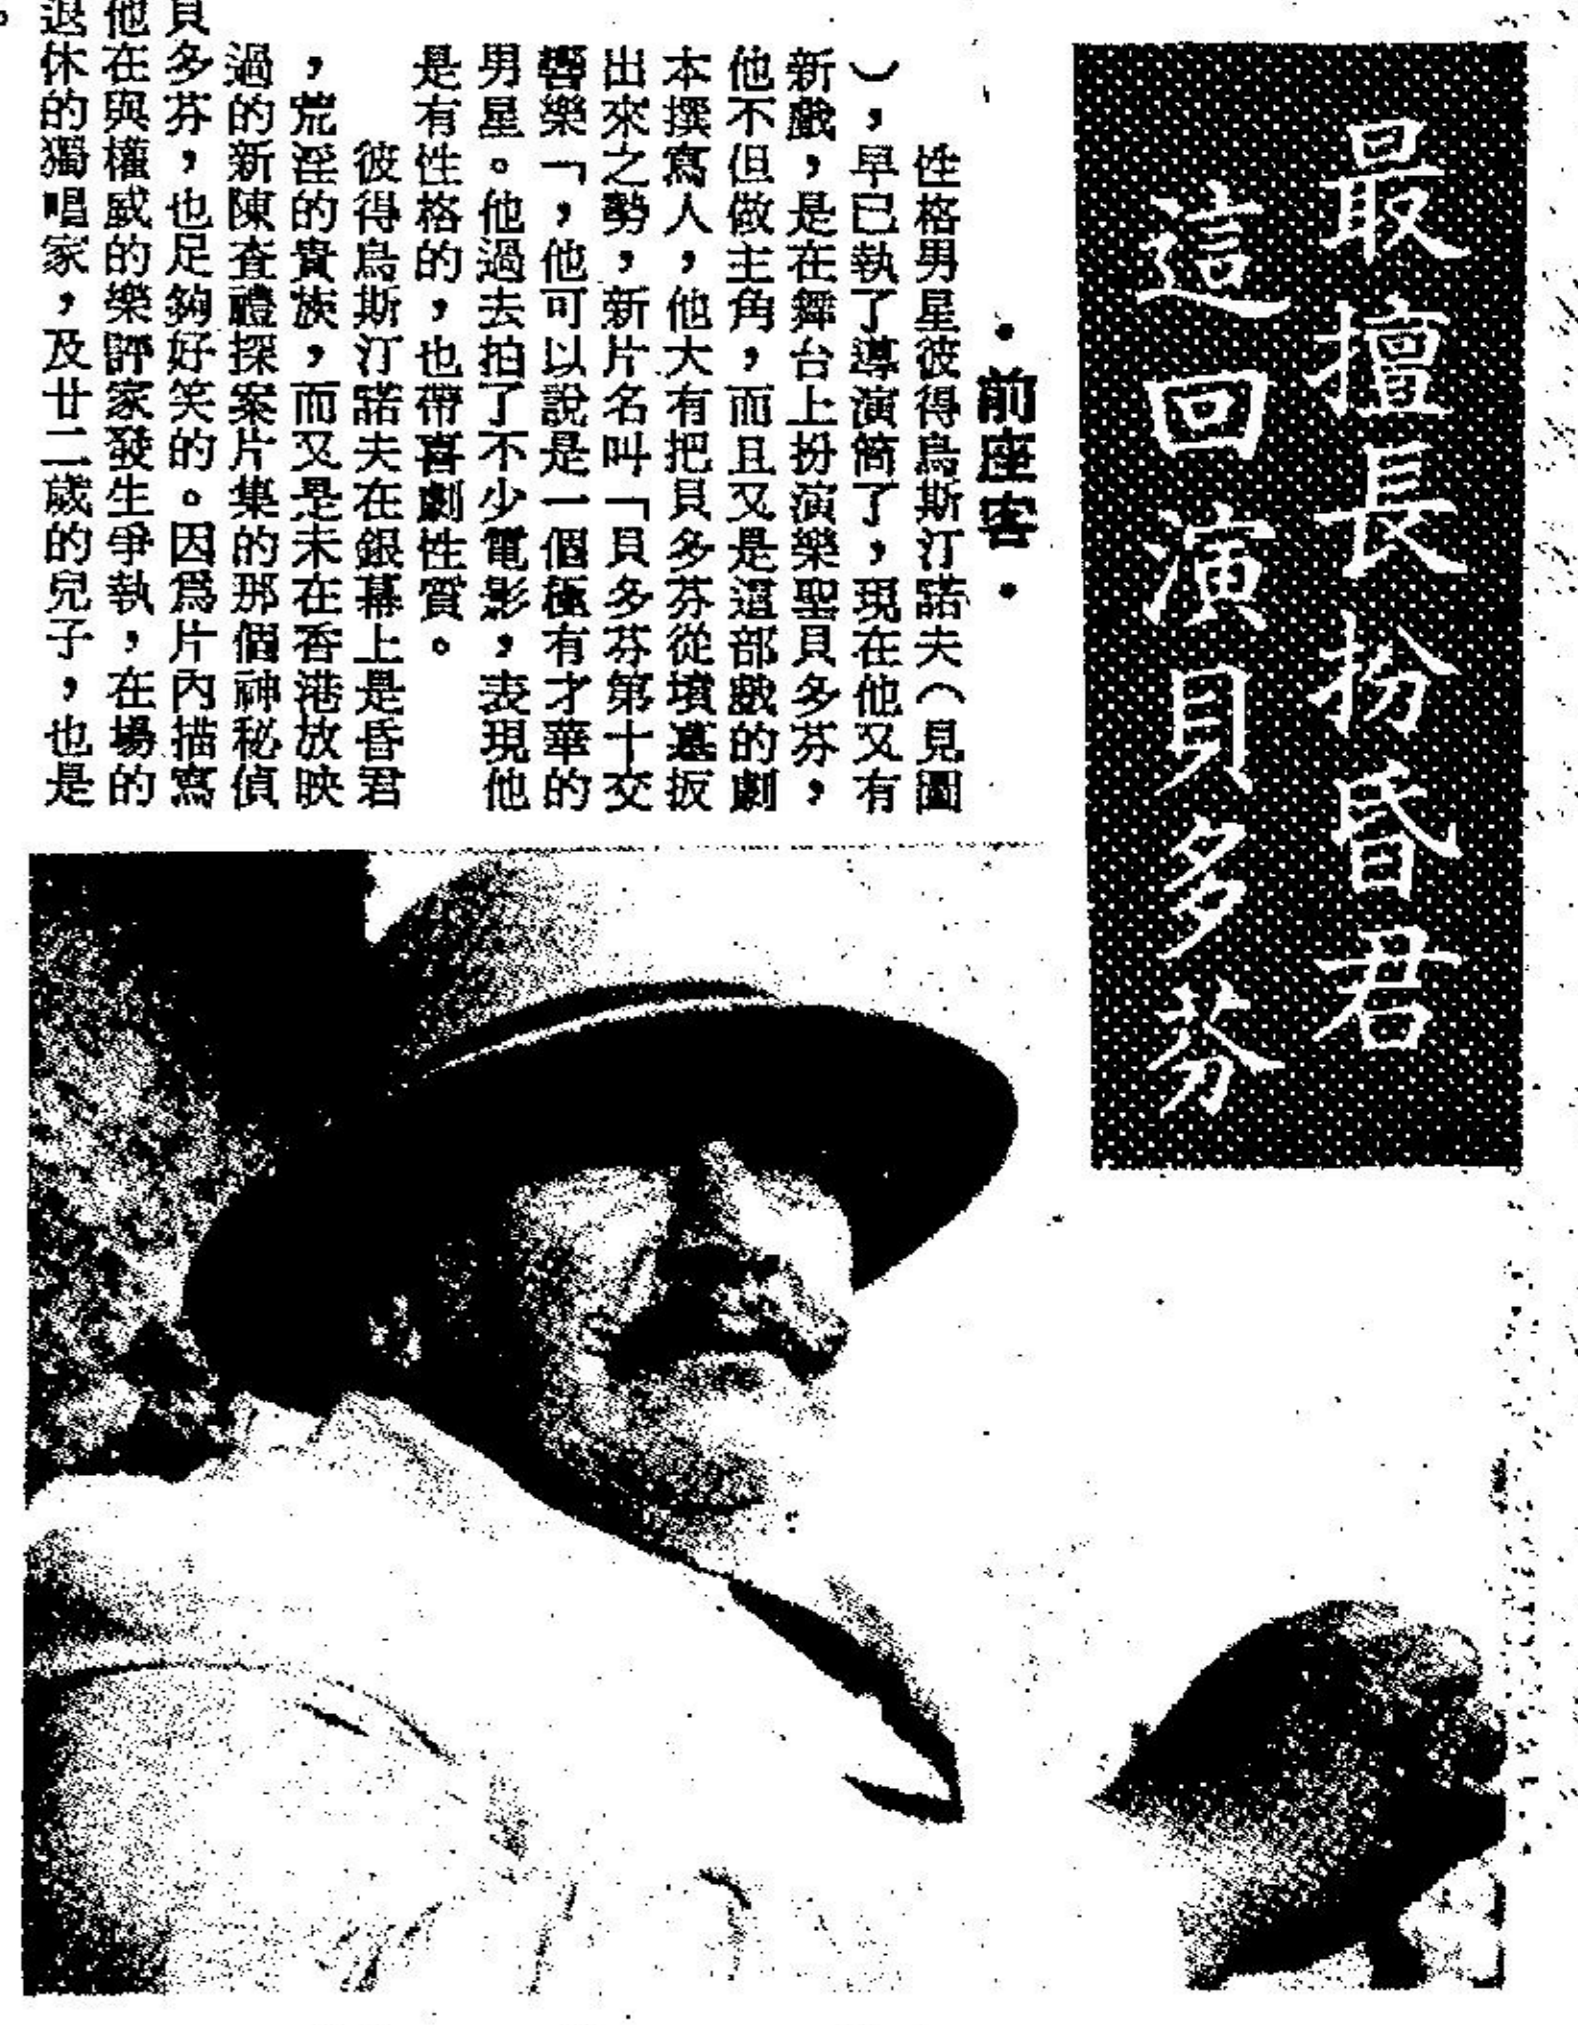 最擅長扮昏君
這回演貝多芬
・前座客・
性格男星彼得烏斯汀諾夫（見圖
），早已執了導演筒了，現在他又有
新戲，是在舞台上扮演樂聖貝多芬，
他不但做主角，而且又是這部戲的劇
本撰寫人，他大有把貝多芬從墳墓扳
出來之勢，新片名叫「貝多芬第十交
響樂「，他可以說是一個極有才華的
男星。他過去拍了不少電影，表現他
是有性格的，也帶喜劇性質。
彼得烏斯汀諾夫在銀幕上是昏君
，荒淫的貴族，而又是未在香港放映
過的新陳查禮探案片集的那個神秘偵
貝多芬，也足夠好笑的。因為片內描寫
他在與權威的樂評家發生爭執，在場的
退休的獨唱家，及廿二歲的兒子，也是
。